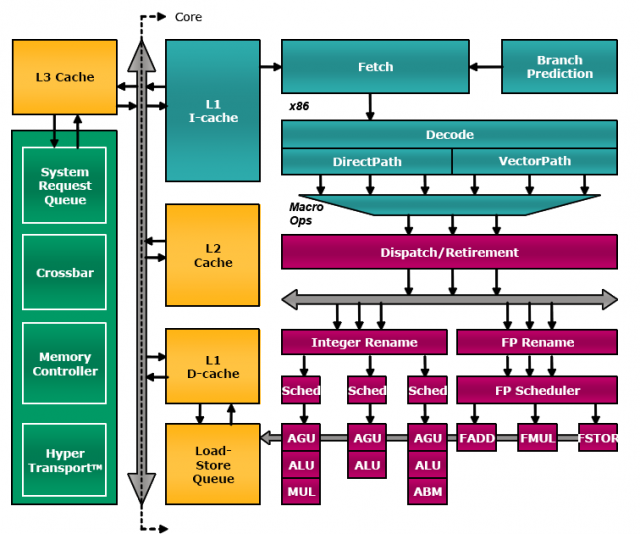 Core
L3 Cache
L1
I-cache
Fetch
Branch
Prediction
x86
Decode
DirectPath
VectorPath
Macro
Ops
System
Request
Queue
L2
Cache
Dispatch/Retirement
Crossbar
Memory
Controller
L1
D-cache
Integer Rename
FP Rename
Sched
Sched
Sched
FP Scheduler
Hyper
Transport™
Load-
Store
Queue
AGU
ALU
MUL
AGU
ALU
AGU
ALU
ABM
FADD
FMUL
FSTOR